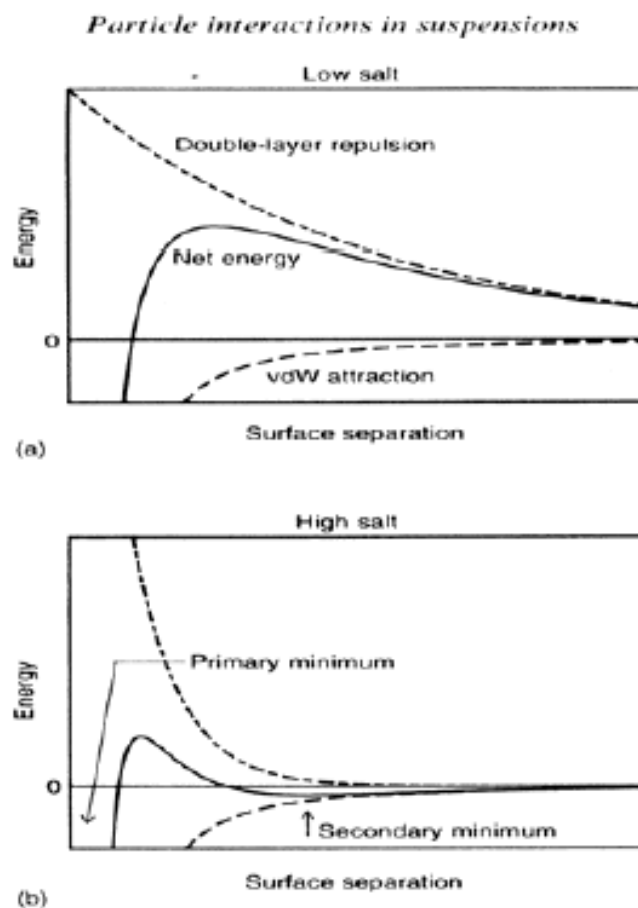 Particle interactions in suspensions
Low salt
Double-layer repulsion
Energy
Net energy
0
vdW attraction
Surface separation
(a)
High salt
Primary minimum
Energy
0
Secondary minimum
Surface separation
(b)